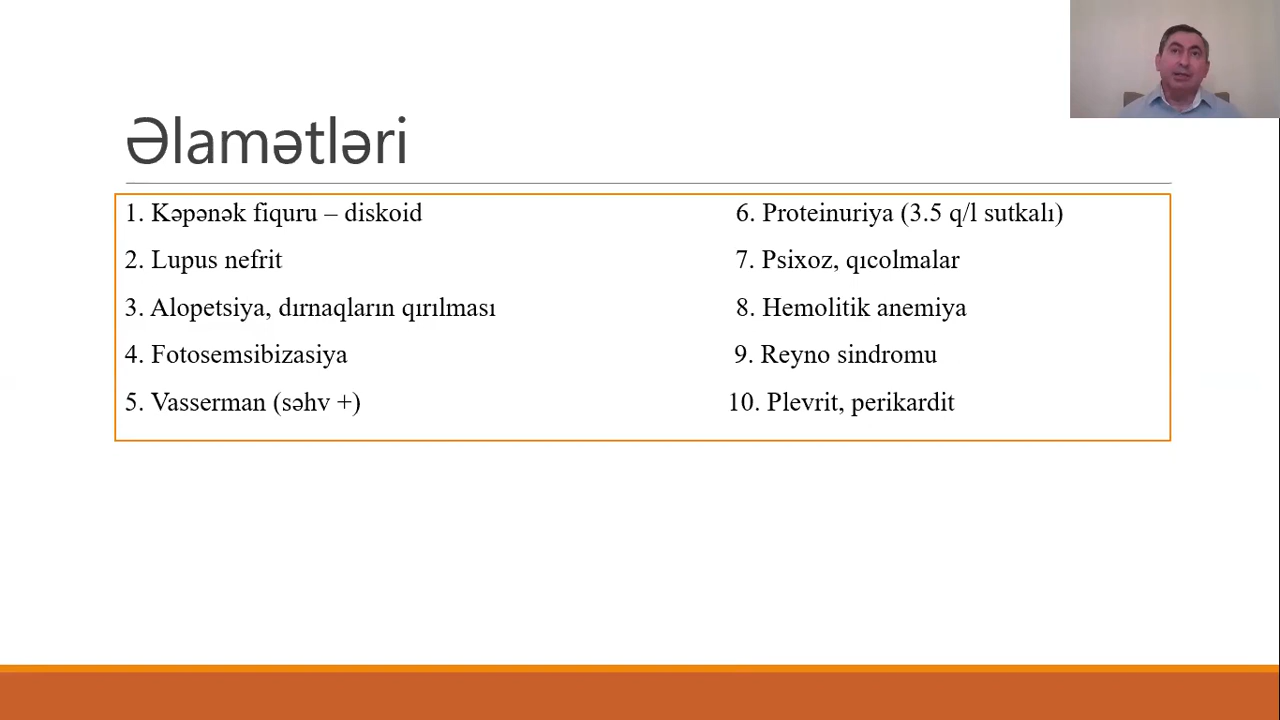 Əlamətləri
1. Kəpənək fiquru – diskoid
2. Lupus nefrit
3. Alopetsiya, dırnaqların qırılması
4. Fotosemsibizasiya
5. Vasserman (səhv +)
6. Proteinuriya (3.5 q/l sutkalı)
7. Psixoz, qıcolmalar
8. Hemolitik anemiya
9. Reyno sindromu
10. Plevrit, perikardit